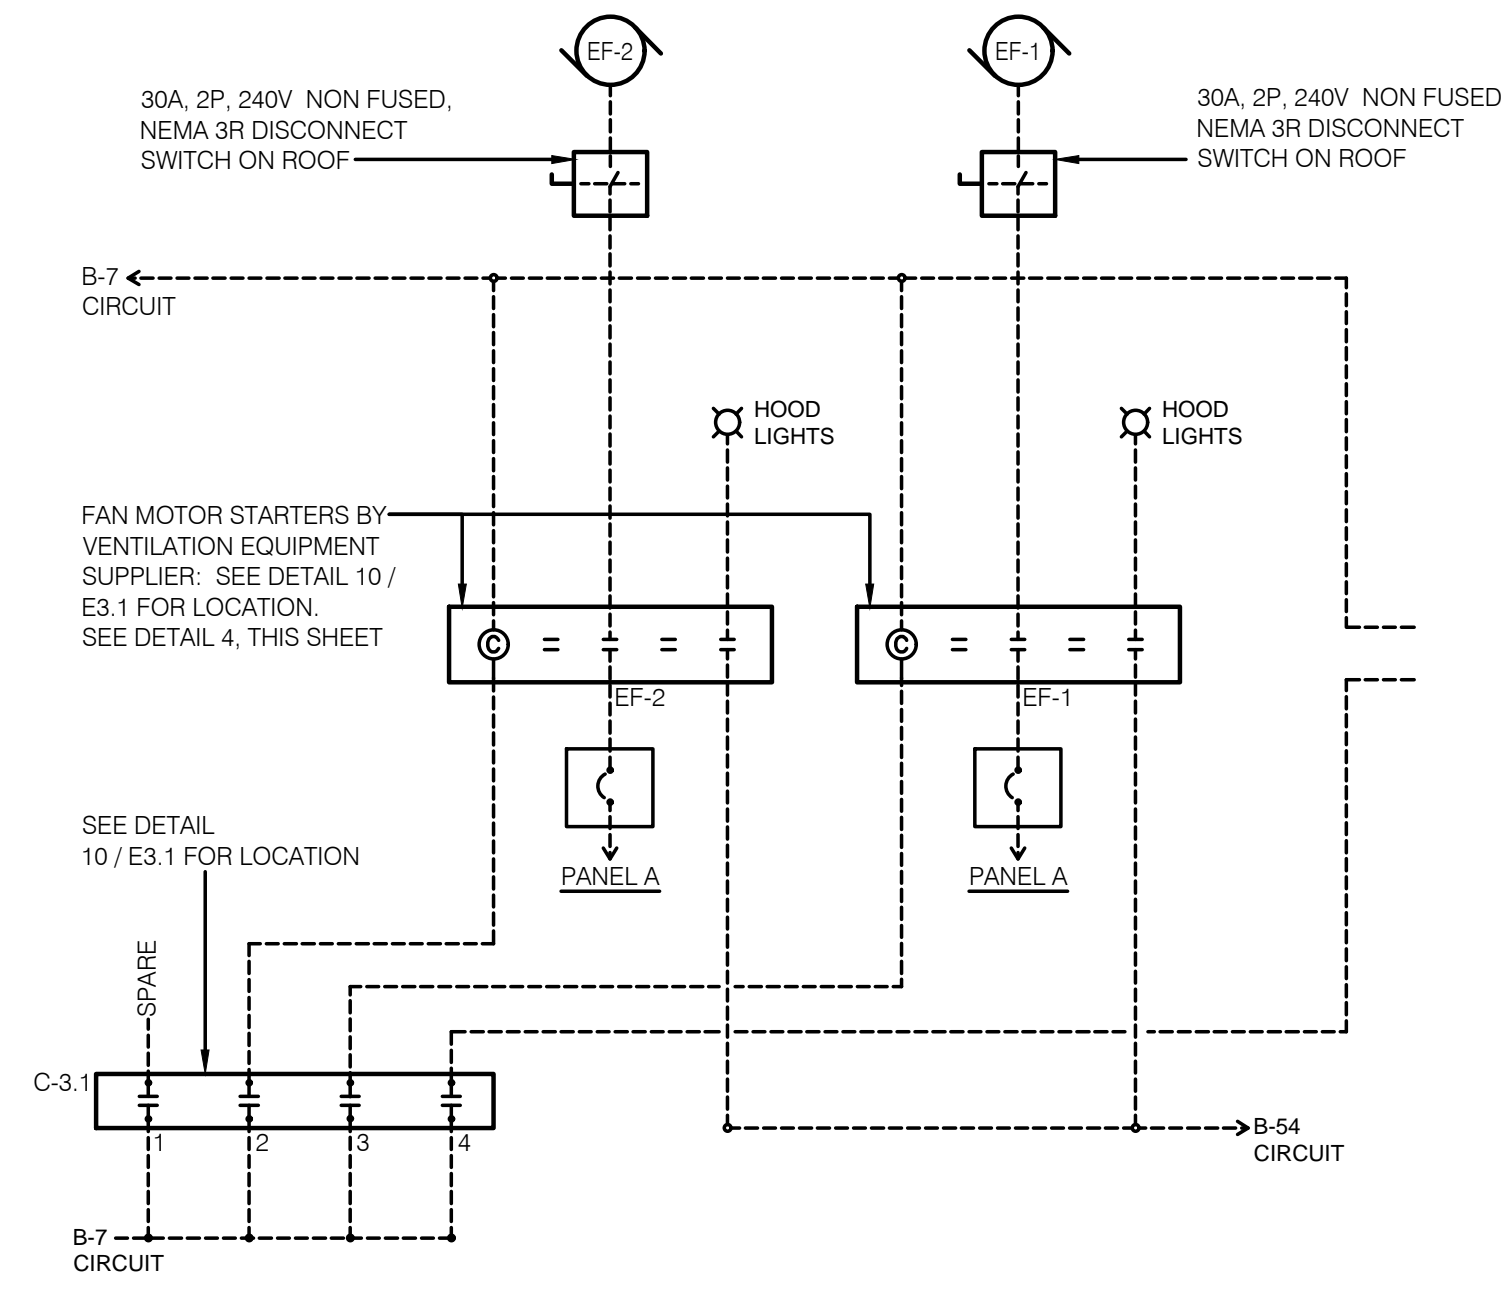 EF-2
EF-1
30A, 2P, 240V  NON FUSED,
NEMA 3R DISCONNECT
SWITCH ON ROOF
30A, 2P, 240V  NON FUSED
NEMA 3R DISCONNECT
SWITCH ON ROOF
B-7
CIRCUIT
HOOD
LIGHTS
HOOD
LIGHTS
FAN MOTOR STARTERS BY
VENTILATION EQUIPMENT
SUPPLIER:  SEE DETAIL 10 /
E3.1 FOR LOCATION.
SEE DETAIL 4, THIS SHEET
C
C
EF-2
EF-1
PANEL A
PANEL A
SEE DETAIL
10 / E3.1 FOR LOCATION
SPARE
C-3.1
1
2
3
4
B-54
CIRCUIT
B-7
CIRCUIT